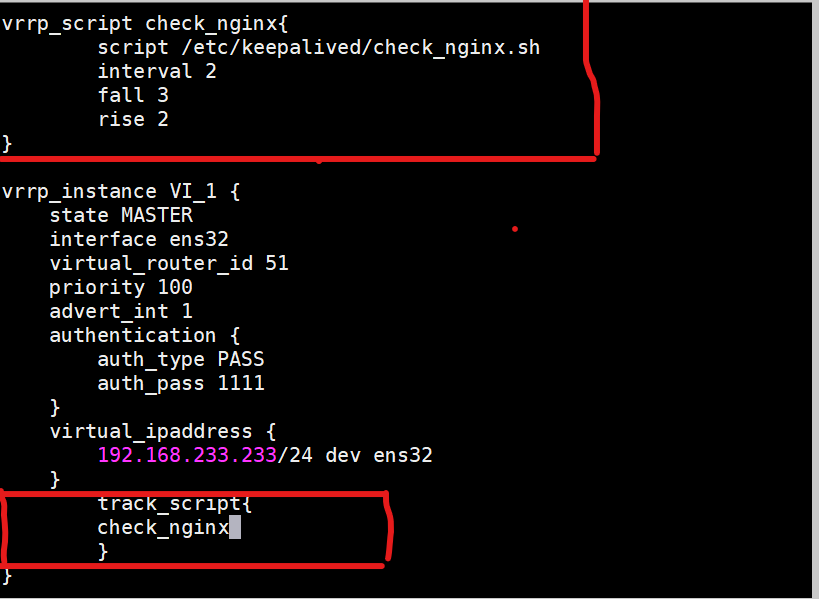 vrrp_script check_nginx{
script /etc/keepalived/check_nginx.sh
interval 2
fall 3
rise 2
}
vrrp_instance VI_1 {
state MASTER
interface ens32
virtual_router_id 51
priority 100
advert_int 1
authentication {
auth_type PASS
auth_pass 1111
}
virtual_ipaddress {
192.168.233.233/24 dev ens32
}
track_script{
check_nginx
}
}